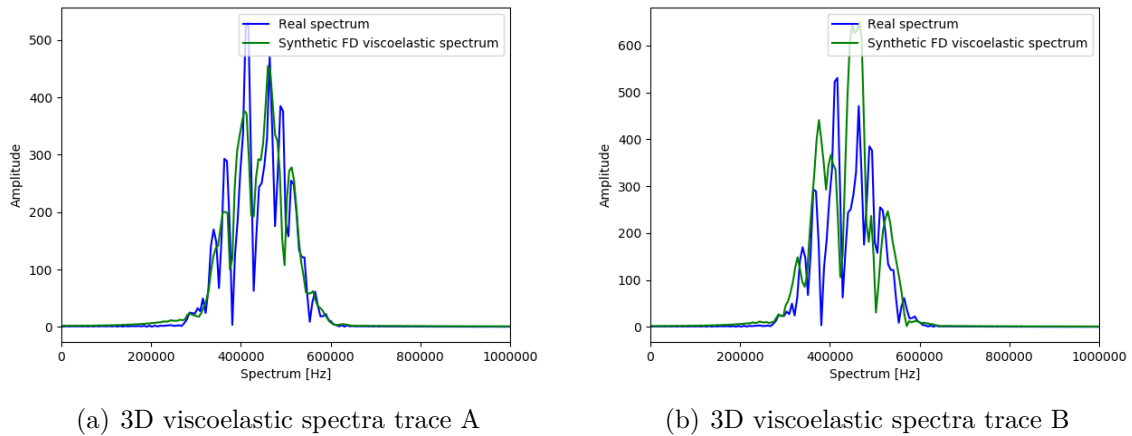 Real spectrum
Synthetic FD viscoelastic spectrum
500
400
300
200
100
0
Amplitude
0 200000 400000 600000 800000 1000000
Spectrum [Hz]
(a) 3D viscoelastic spectra trace A
Real spectrum
Synthetic FD viscoelastic spectrum
600
500
400
300
200
100
0
Amplitude
0 200000 400000 600000 800000 1000000
Spectrum [Hz]
(b) 3D viscoelastic spectra trace B